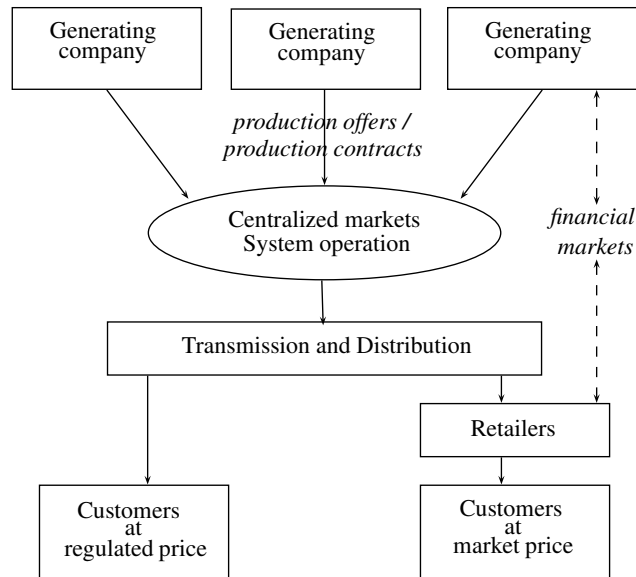 Generating
company
Generating
company
Generating
company
production offers /
production contracts
Centralized markets
System operation
financial
markets
Transmission and Distribution
Retailers
Customers
at
regulated price
Customers
at
market price